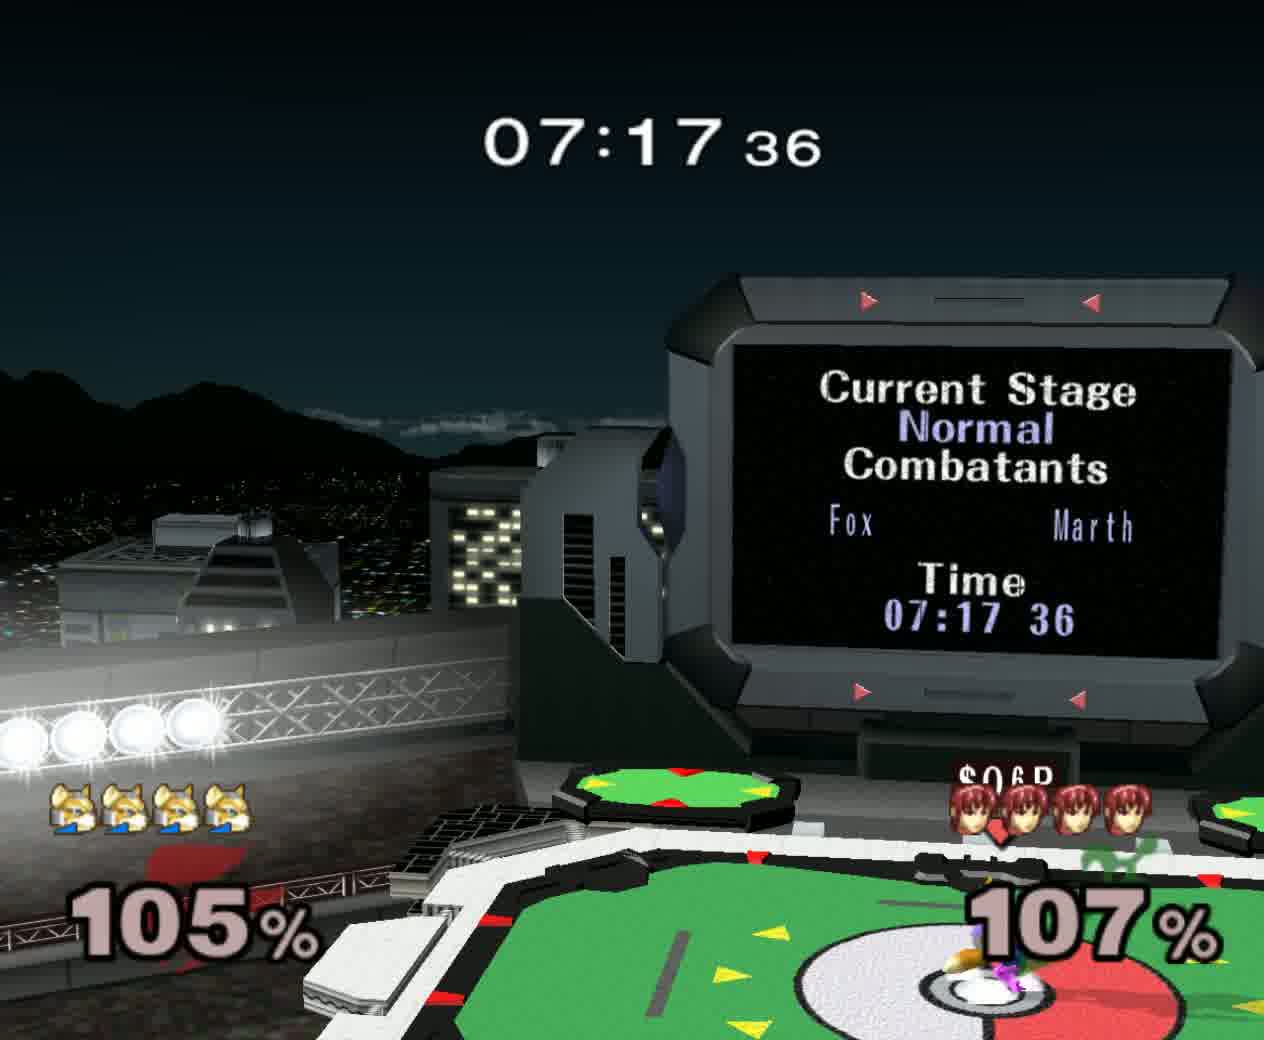 07:17 36
Current Stage
Normal
Combatants
Fox Marth
Time
07:17 36
105% 107%